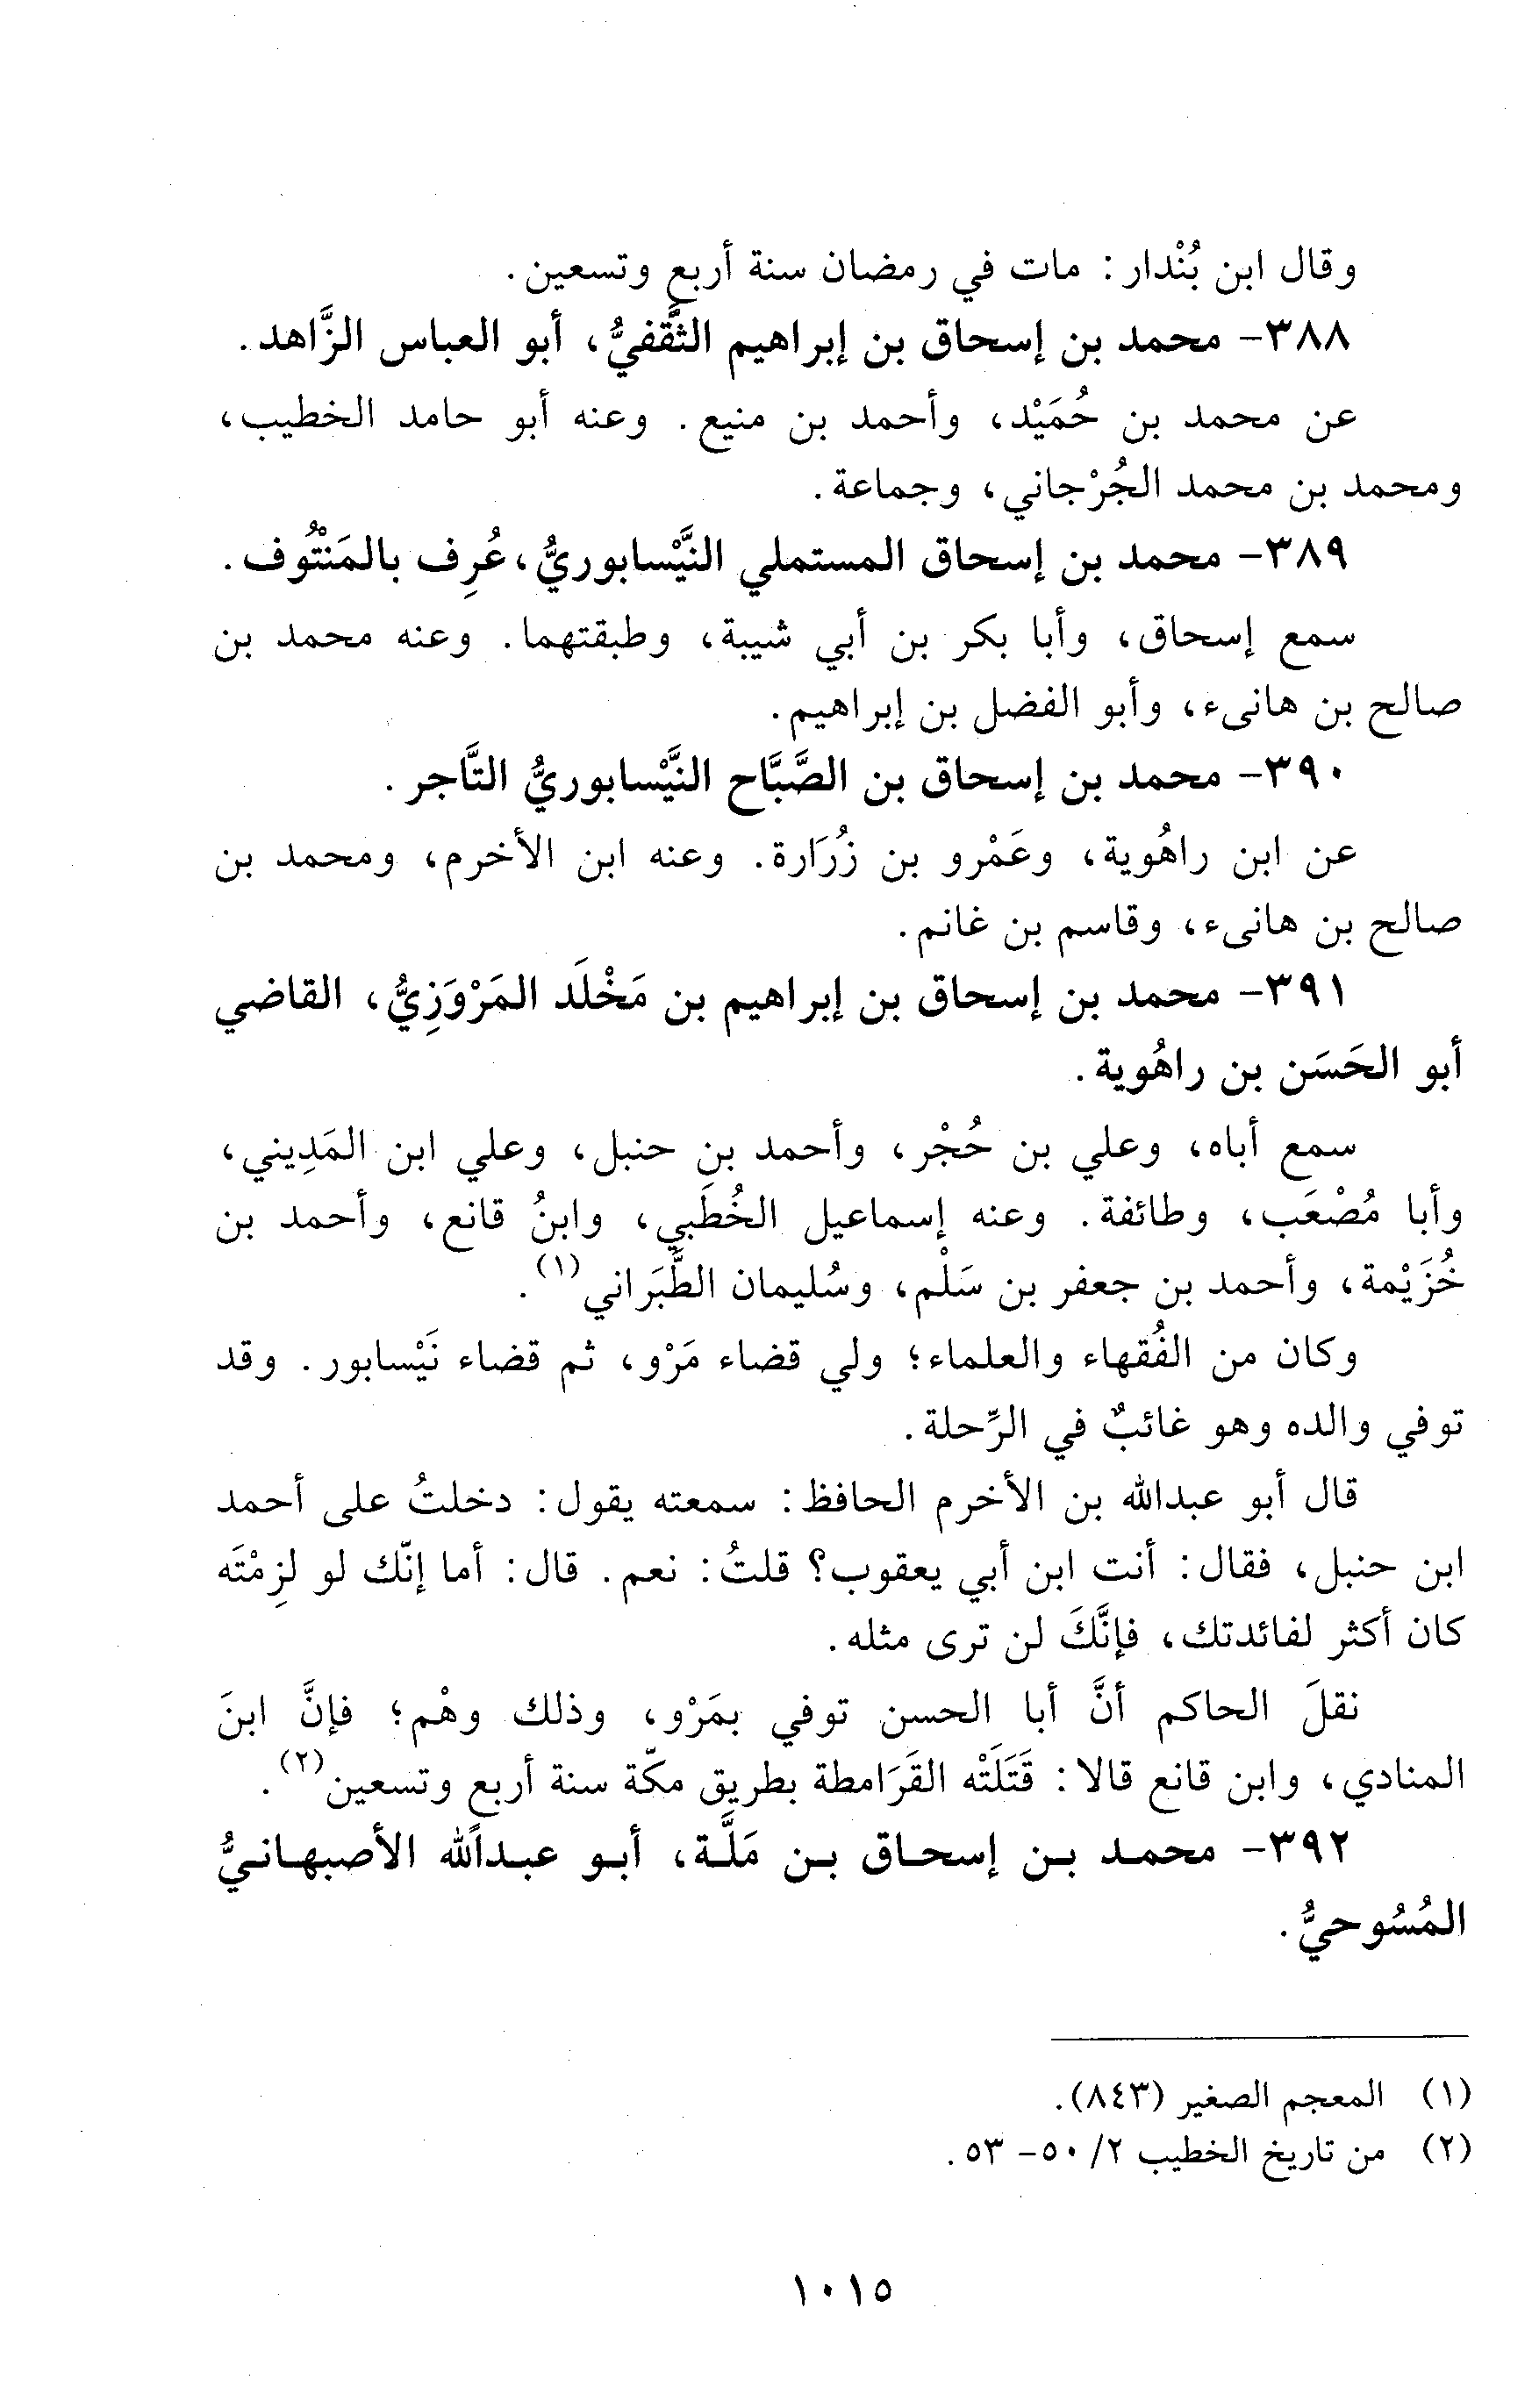 وقال ابن بُنْدار: مات في رمضان سنة أربعٍ وتسعين.
٣٨٨- محمد بن إسحاق بن إبراهيم الثَّقفيُّ، أبو العباس الزَّاهد.
عن محمد بن حُمَيْد، وأحمد بن منيع. وعنه أبو حامد الخطيب،
ومحمد بن محمد الجُرْجاني، وجماعة.
٣٨٩- محمد بن إسحاق المستملي النَّيْسابوريُّ، عُرِف بالمَنْتُوف.
سمع إسحاق، وأبا بكر بن أبي شيبة، وطبقتهما. وعنه محمد بن
صالح بن هانىء، وأبو الفضل بن إبراهيم.
٣٩٠- محمد بن إسحاق بن الصَّبَّاح النَّيْسابوريُّ التَّاجر.
عن ابن راهُوية، وعَمْرو بن زُرَارة. وعنه ابن الأخرم، ومحمد بن
صالح بن هانىء، وقاسم بن غانم.
٣٩١- محمد بن إسحاق بن إبراهيم بن مَخْلَد المَرْوَزِيُّ، القاضي
أبو الحَسَن بن راهُوية.
سمع أباه، وعلي بن حُجْر، وأحمد بن حنبل، وعلي ابن المَدِيني،
وأبا مُصْعَب، وطائفة. وعنه إسماعيل الخُطَبي، وابنُ قانع، وأحمد بن
خُزَيْمة، وأحمد بن جعفر بن سَلْم، وسُليمان الطَّبَراني(١).
وكان من الفُقهاء والعلماء؛ ولي قضاء مَرْو، ثم قضاء نَيْسابور. وقد
توفي والده وهو غائبٌ في الرِّحلة.
قال أبو عبدالله بن الأخرم الحافظ: سمعته يقول: دخلتُ على أحمد
ابن حنبل، فقال: أنت ابن أبي يعقوب؟ قلتُ: نعم. قال: أما إنّك لو لزِمْتَه
كان أكثر لفائدتك، فإنَّكَ لن ترى مثله.
نقلَ الحاكم أنَّ أبا الحسن توفي بمَرْو، وذلك وهْم؛ فإنَّ ابنَ
المنادي، وابن قانع قالا: قَتَلَتْه القَرَامطة بطريق مكّة سنة أربع وتسعين(٢).
٣٩٢- محمد بن إسحاق بن مَلَّة، أبو عبدالله الأصبهانيُّ
المُسُوحيُّ.
(١) المعجم الصغير (٨٤٣).
(٢) من تاريخ الخطيب ٢/ ٥٠- ٥٣.
١٠١٥